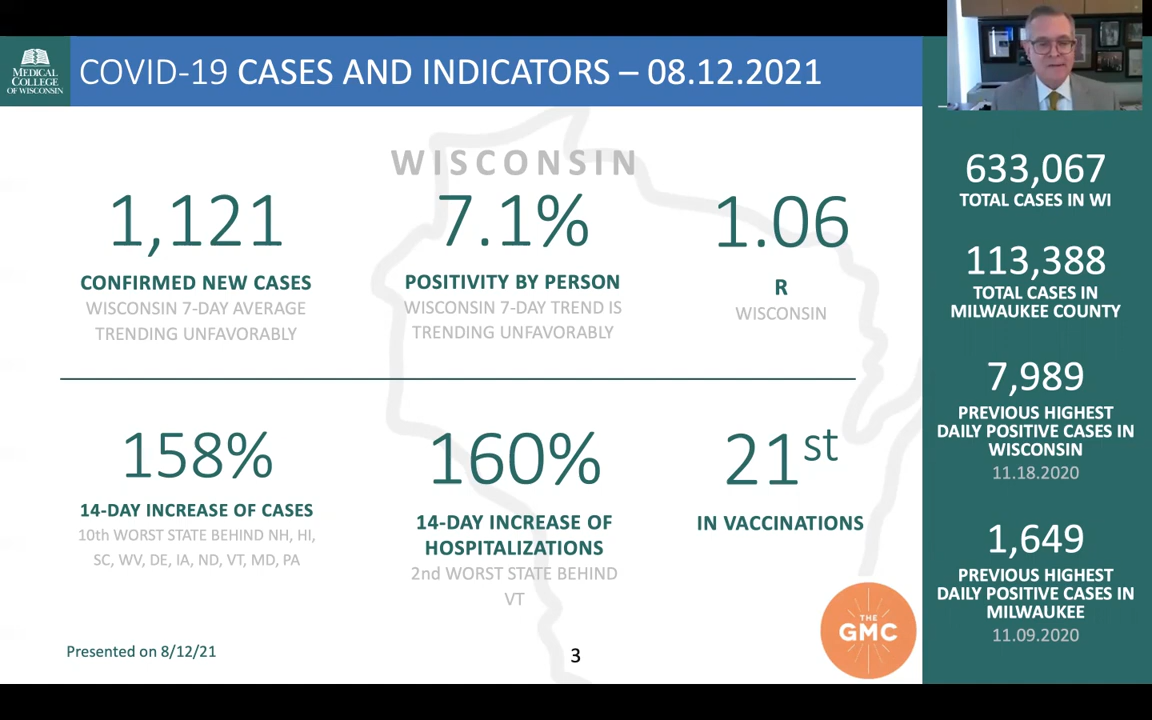 MEDICAL
COLLEGE
OF WISCONSIN
COVID-19 CASES AND INDICATORS – 08.12.2021
WISCONSIN
1,121
CONFIRMED NEW CASES
WISCONSIN 7-DAY AVERAGE
TRENDING UNFAVORABLY
7.1%
POSITIVITY BY PERSON
WISCONSIN 7-DAY TREND IS
TRENDING UNFAVORABLY
1.06
R
WISCONSIN
158%
14-DAY INCREASE OF CASES
10th WORST STATE BEHIND NH, HI,
SC, WV, DE, IA, ND, VT, MD, PA
160%
14-DAY INCREASE OF
HOSPITALIZATIONS
2nd WORST STATE BEHIND
VT
21st
IN VACCINATIONS
Presented on 8/12/21
3
THE
GMC
633,067
TOTAL CASES IN WI
113,388
TOTAL CASES IN
MILWAUKEE COUNTY
7,989
PREVIOUS HIGHEST
DAILY POSITIVE CASES IN
WISCONSIN
11.18.2020
1,649
PREVIOUS HIGHEST
DAILY POSITIVE CASES IN
MILWAUKEE
11.09.2020